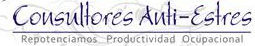 Consultores Anti-Estres
Repotenciamos Productividad Ocupacional